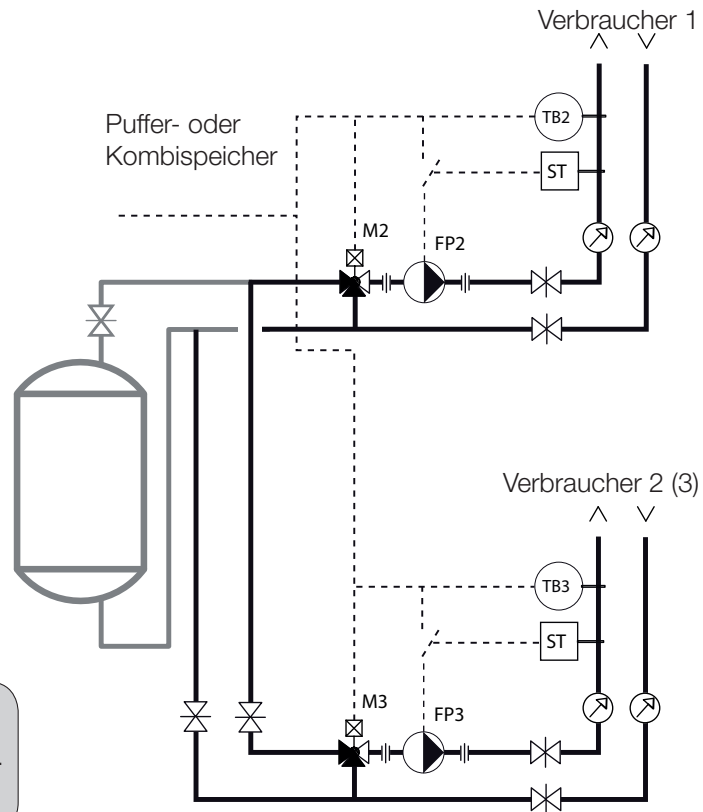 Verbraucher 1
Puffer- oder
Kombispeicher
TB2
ST
M2
FP2
Verbraucher 2 (3)
TB3
ST
M3
FP3